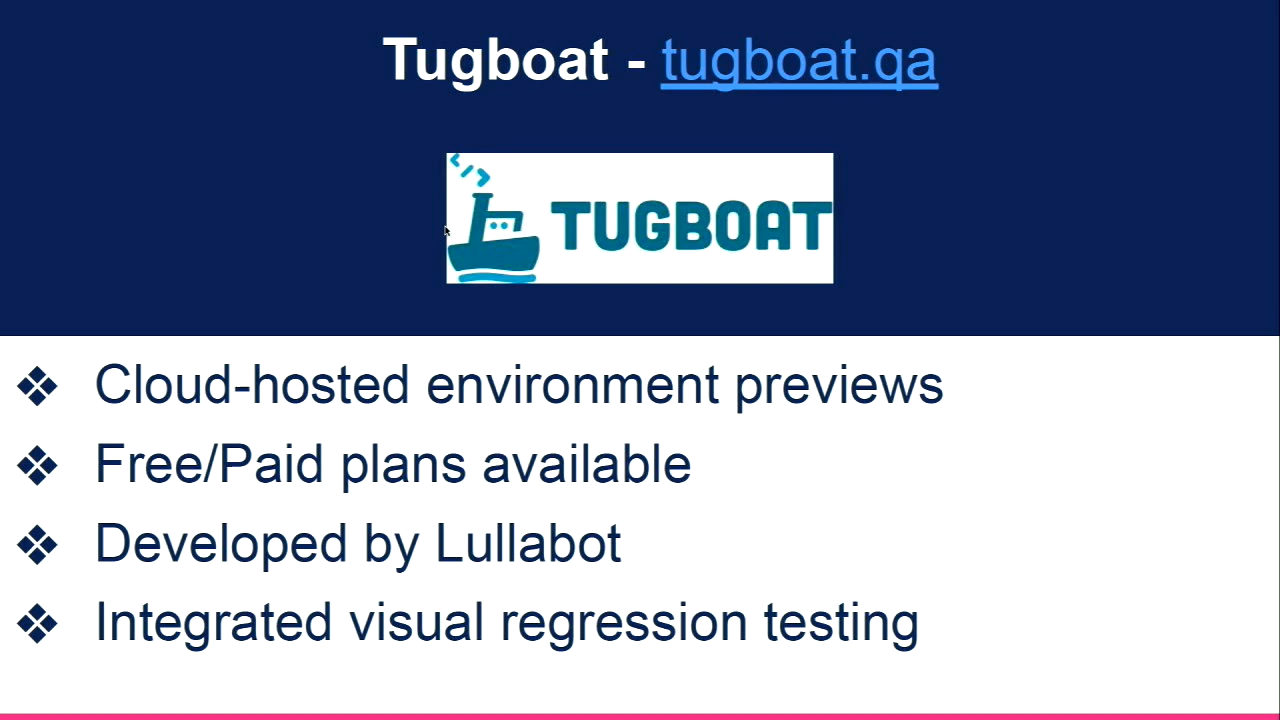 Tugboat - tugboat.qa
TUGBOAT
❖ Cloud-hosted environment previews
❖ Free/Paid plans available
❖ Developed by Lullabot
❖ Integrated visual regression testing